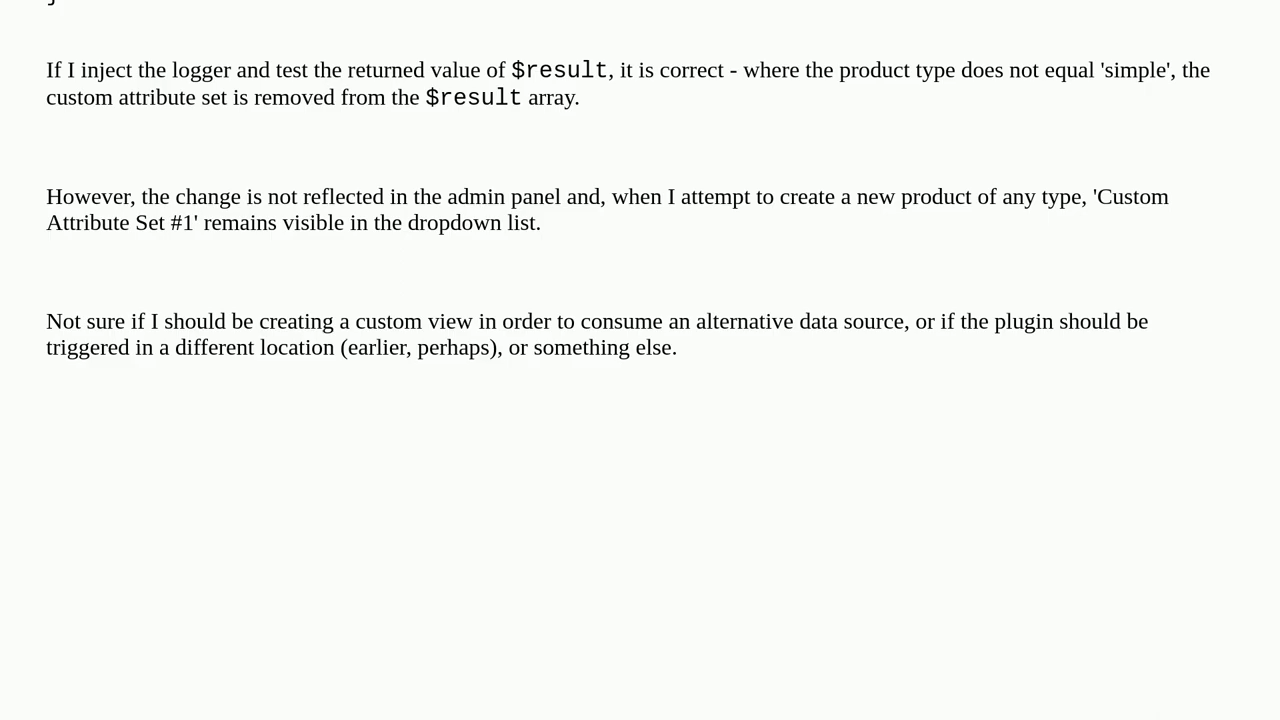 }
If I inject the logger and test the returned value of $result, it is correct - where the product type does not equal 'simple', the
custom attribute set is removed from the $result array.
However, the change is not reflected in the admin panel and, when I attempt to create a new product of any type, 'Custom
Attribute Set #1' remains visible in the dropdown list.
Not sure if I should be creating a custom view in order to consume an alternative data source, or if the plugin should be
triggered in a different location (earlier, perhaps), or something else.